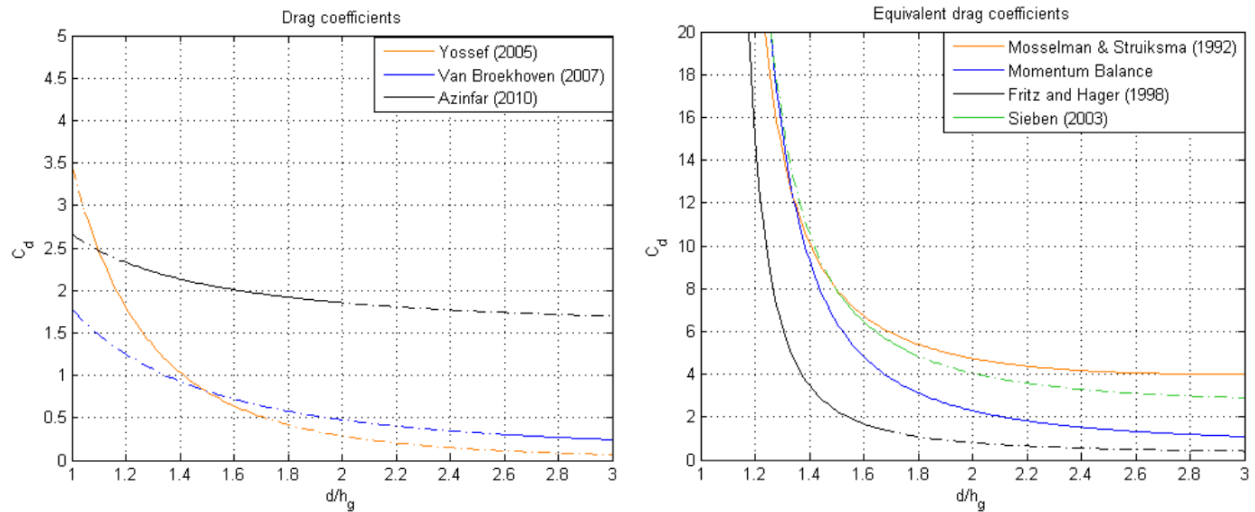 Drag coefficients
5
4.5
4
3.5
3
2.5
2
1.5
1
0.5
0
C_d
Yossef (2005)
Van Broekhoven (2007)
Azinfar (2010)
1 1.2 1.4 1.6 1.8 2 2.2 2.4 2.6 2.8 3
d/h_g
Equivalent drag coefficients
20
18
16
14
12
10
8
6
4
2
0
C_d
Mosselman & Struiksma (1992)
Momentum Balance
Fritz and Hager (1998)
Sieben (2003)
1 1.2 1.4 1.6 1.8 2 2.2 2.4 2.6 2.8 3
d/h_g